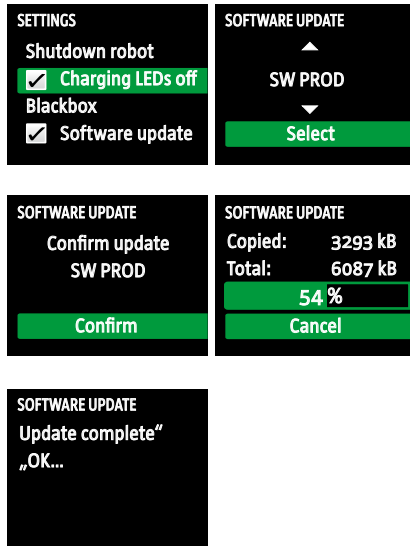 SETTINGS
Shutdown robot
Charging LEDs off
Blackbox
Software update
SOFTWARE UPDATE
SW PROD
Select
SOFTWARE UPDATE
Confirm update
SW PROD
Confirm
SOFTWARE UPDATE
Copied: 3293 kB
Total: 6087 kB
54 %
Cancel
SOFTWARE UPDATE
Update complete“
„OK...